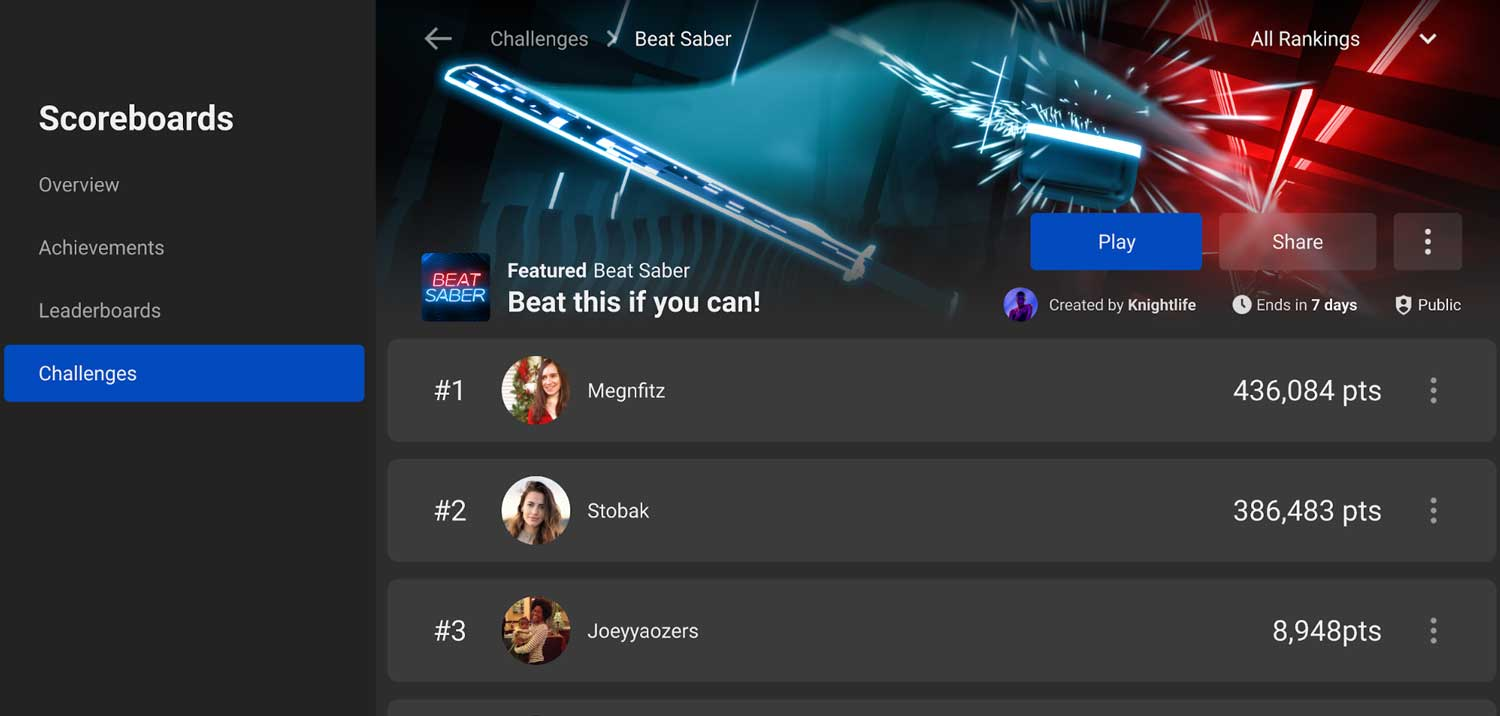 Scoreboards
Overview
Achievements
Leaderboards
Challenges
Challenges > Beat Saber
All Rankings
BEAT
SABER
Featured Beat Saber
Beat this if you can!
Play
Share
Created by Knightlife
Ends in 7 days
Public
#1 Megnfitz 436,084 pts
#2 Stobak 386,483 pts
#3 Joeyyaozers 8,948pts